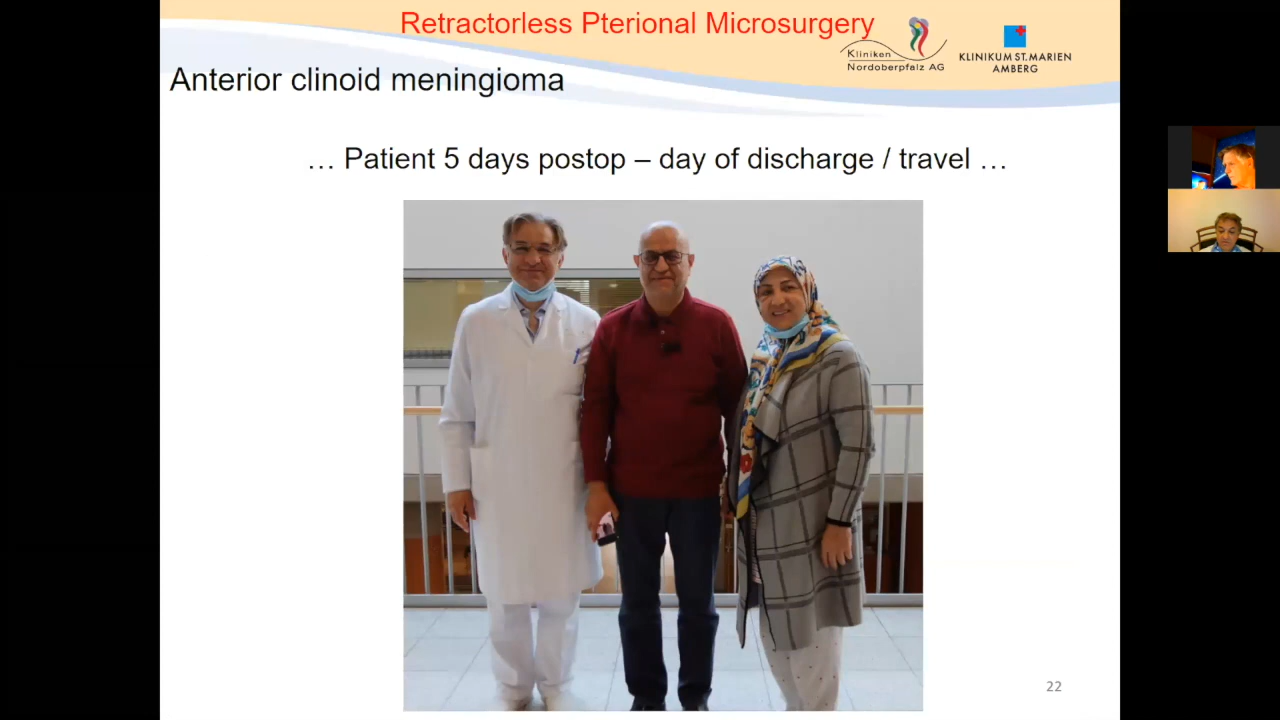 Retractorless Pterional Microsurgery
Kliniken
Nordoberpfalz AG
KLINIKUM ST. MARIEN
AMBERG
Anterior clinoid meningioma
… Patient 5 days postop – day of discharge / travel …
22